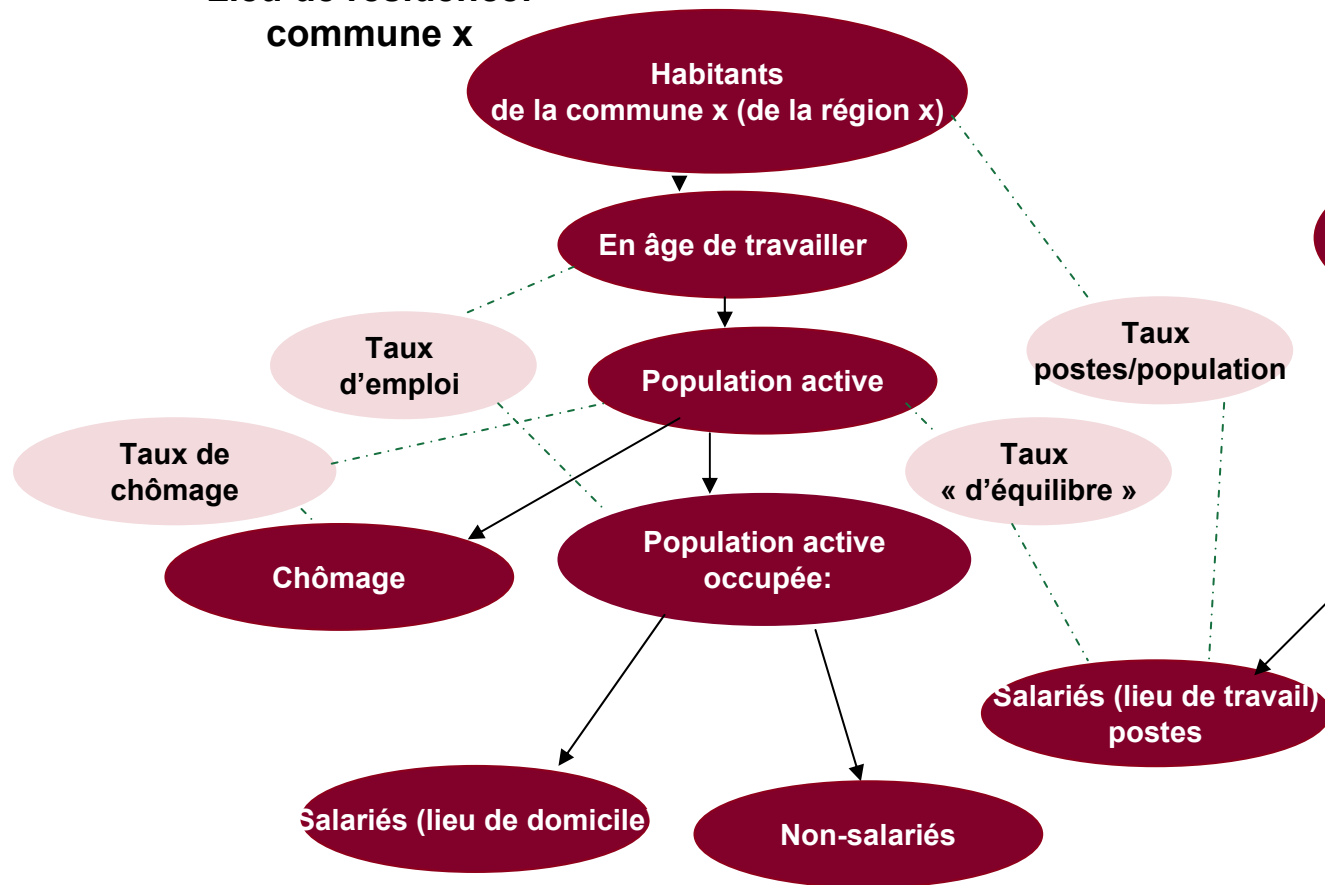 commune x
Habitants
de la commune x (de la région x)
En âge de travailler
Taux
d’emploi
Population active
Taux
postes/population
Taux de
chômage
Taux
« d’équilibre »
Chômage
Population active
occupée:
Salariés (lieu de travail)
postes
Salariés (lieu de domicile
Non-salariés